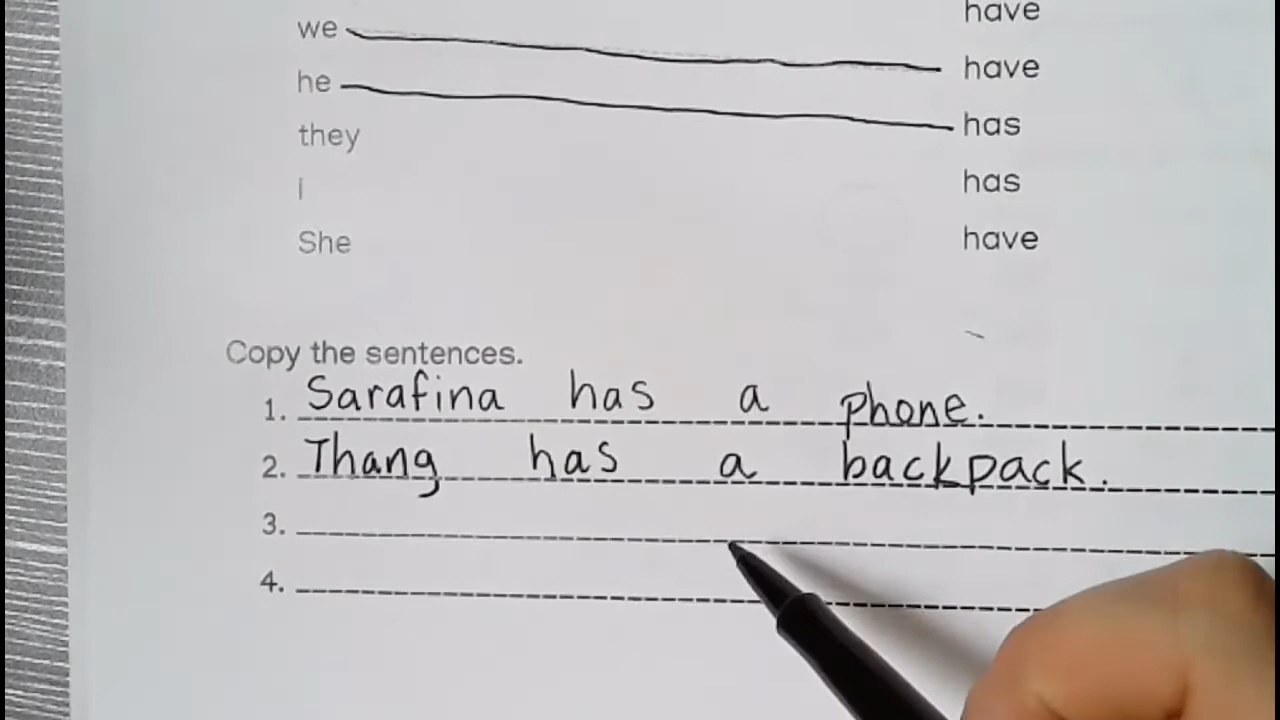 have
we have
he has
they
i has
She have
Copy the sentences.
1. Sarafina has a phone.
2. Thang has a backpack.
3.
4.